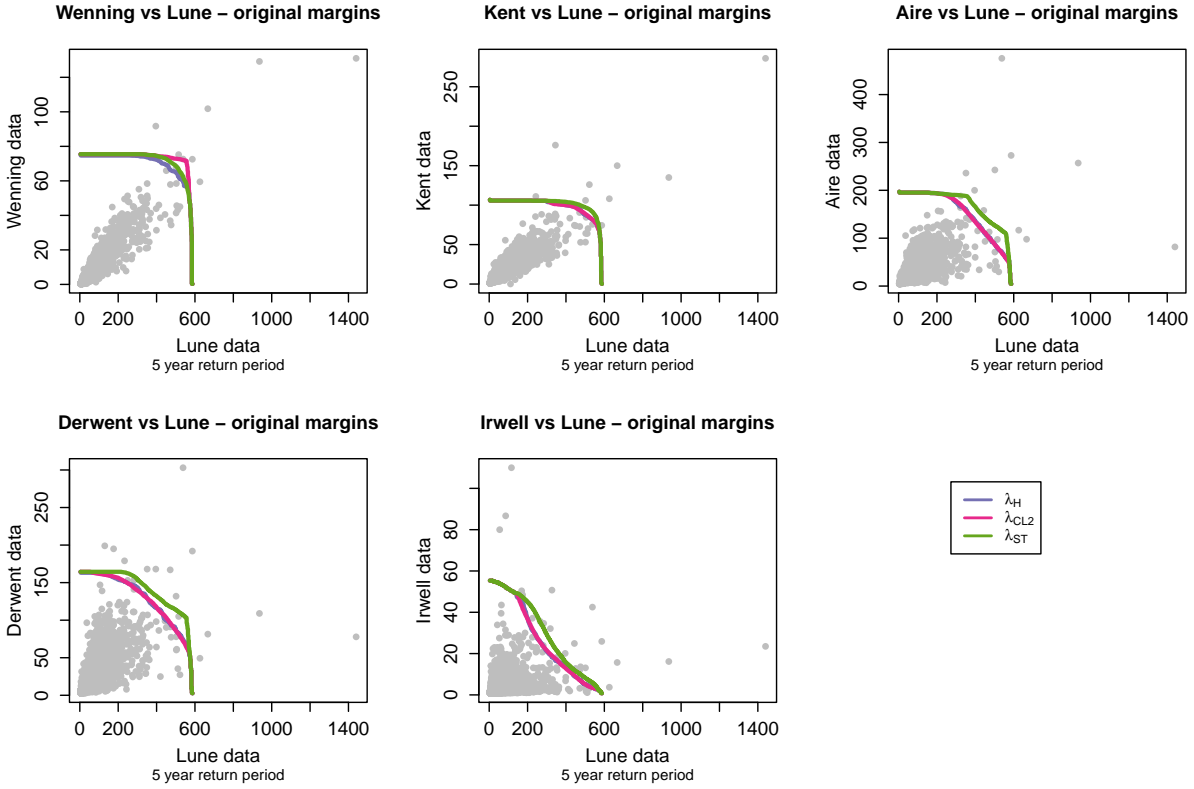 Wenning vs Lune − original margins
Wenning data
0 20 60 100
0 200 600 1000 1400
Lune data
5 year return period
Kent vs Lune − original margins
Kent data
0 50 150 250
0 200 600 1000 1400
Lune data
5 year return period
Aire vs Lune − original margins
Aire data
0 100 200 300 400
0 200 600 1000 1400
Lune data
5 year return period
Derwent vs Lune − original margins
Derwent data
0 50 150 250
0 200 600 1000 1400
Lune data
5 year return period
Irwell vs Lune − original margins
Irwell data
0 20 40 60 80
0 200 600 1000 1400
Lune data
5 year return period
λH
λCL2
λST